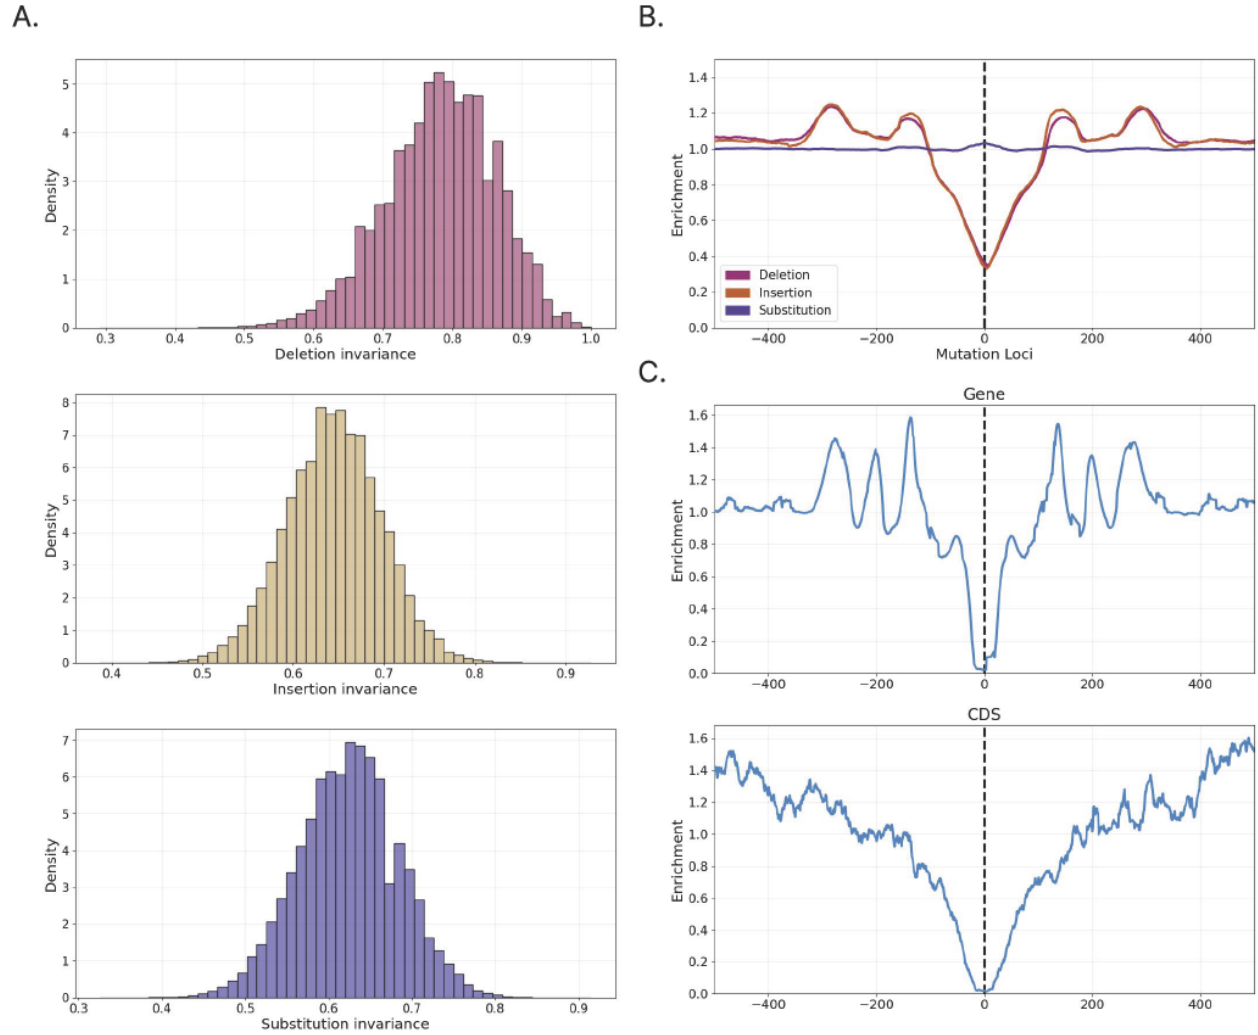 A.
5
4
3
2
1
0
Density
0.3 0.4 0.5 0.6 0.7 0.8 0.9 1.0
Deletion invariance
8
7
6
5
4
3
2
1
0
Density
0.4 0.5 0.6 0.7 0.8 0.9
Insertion invariance
7
6
5
4
3
2
1
0
Density
0.3 0.4 0.5 0.6 0.7 0.8 0.9
Substitution invariance
B.
1.4
1.2
1.0
0.8
0.6
0.4
0.2
0.0
Enrichment
Deletion
Insertion
Substitution
−400 −200 0 200 400
Mutation Loci
C.
Gene
1.6
1.4
1.2
1.0
0.8
0.6
0.4
0.2
0.0
Enrichment
−400 −200 0 200 400
CDS
1.6
1.4
1.2
1.0
0.8
0.6
0.4
0.2
0.0
Enrichment
−400 −200 0 200 400